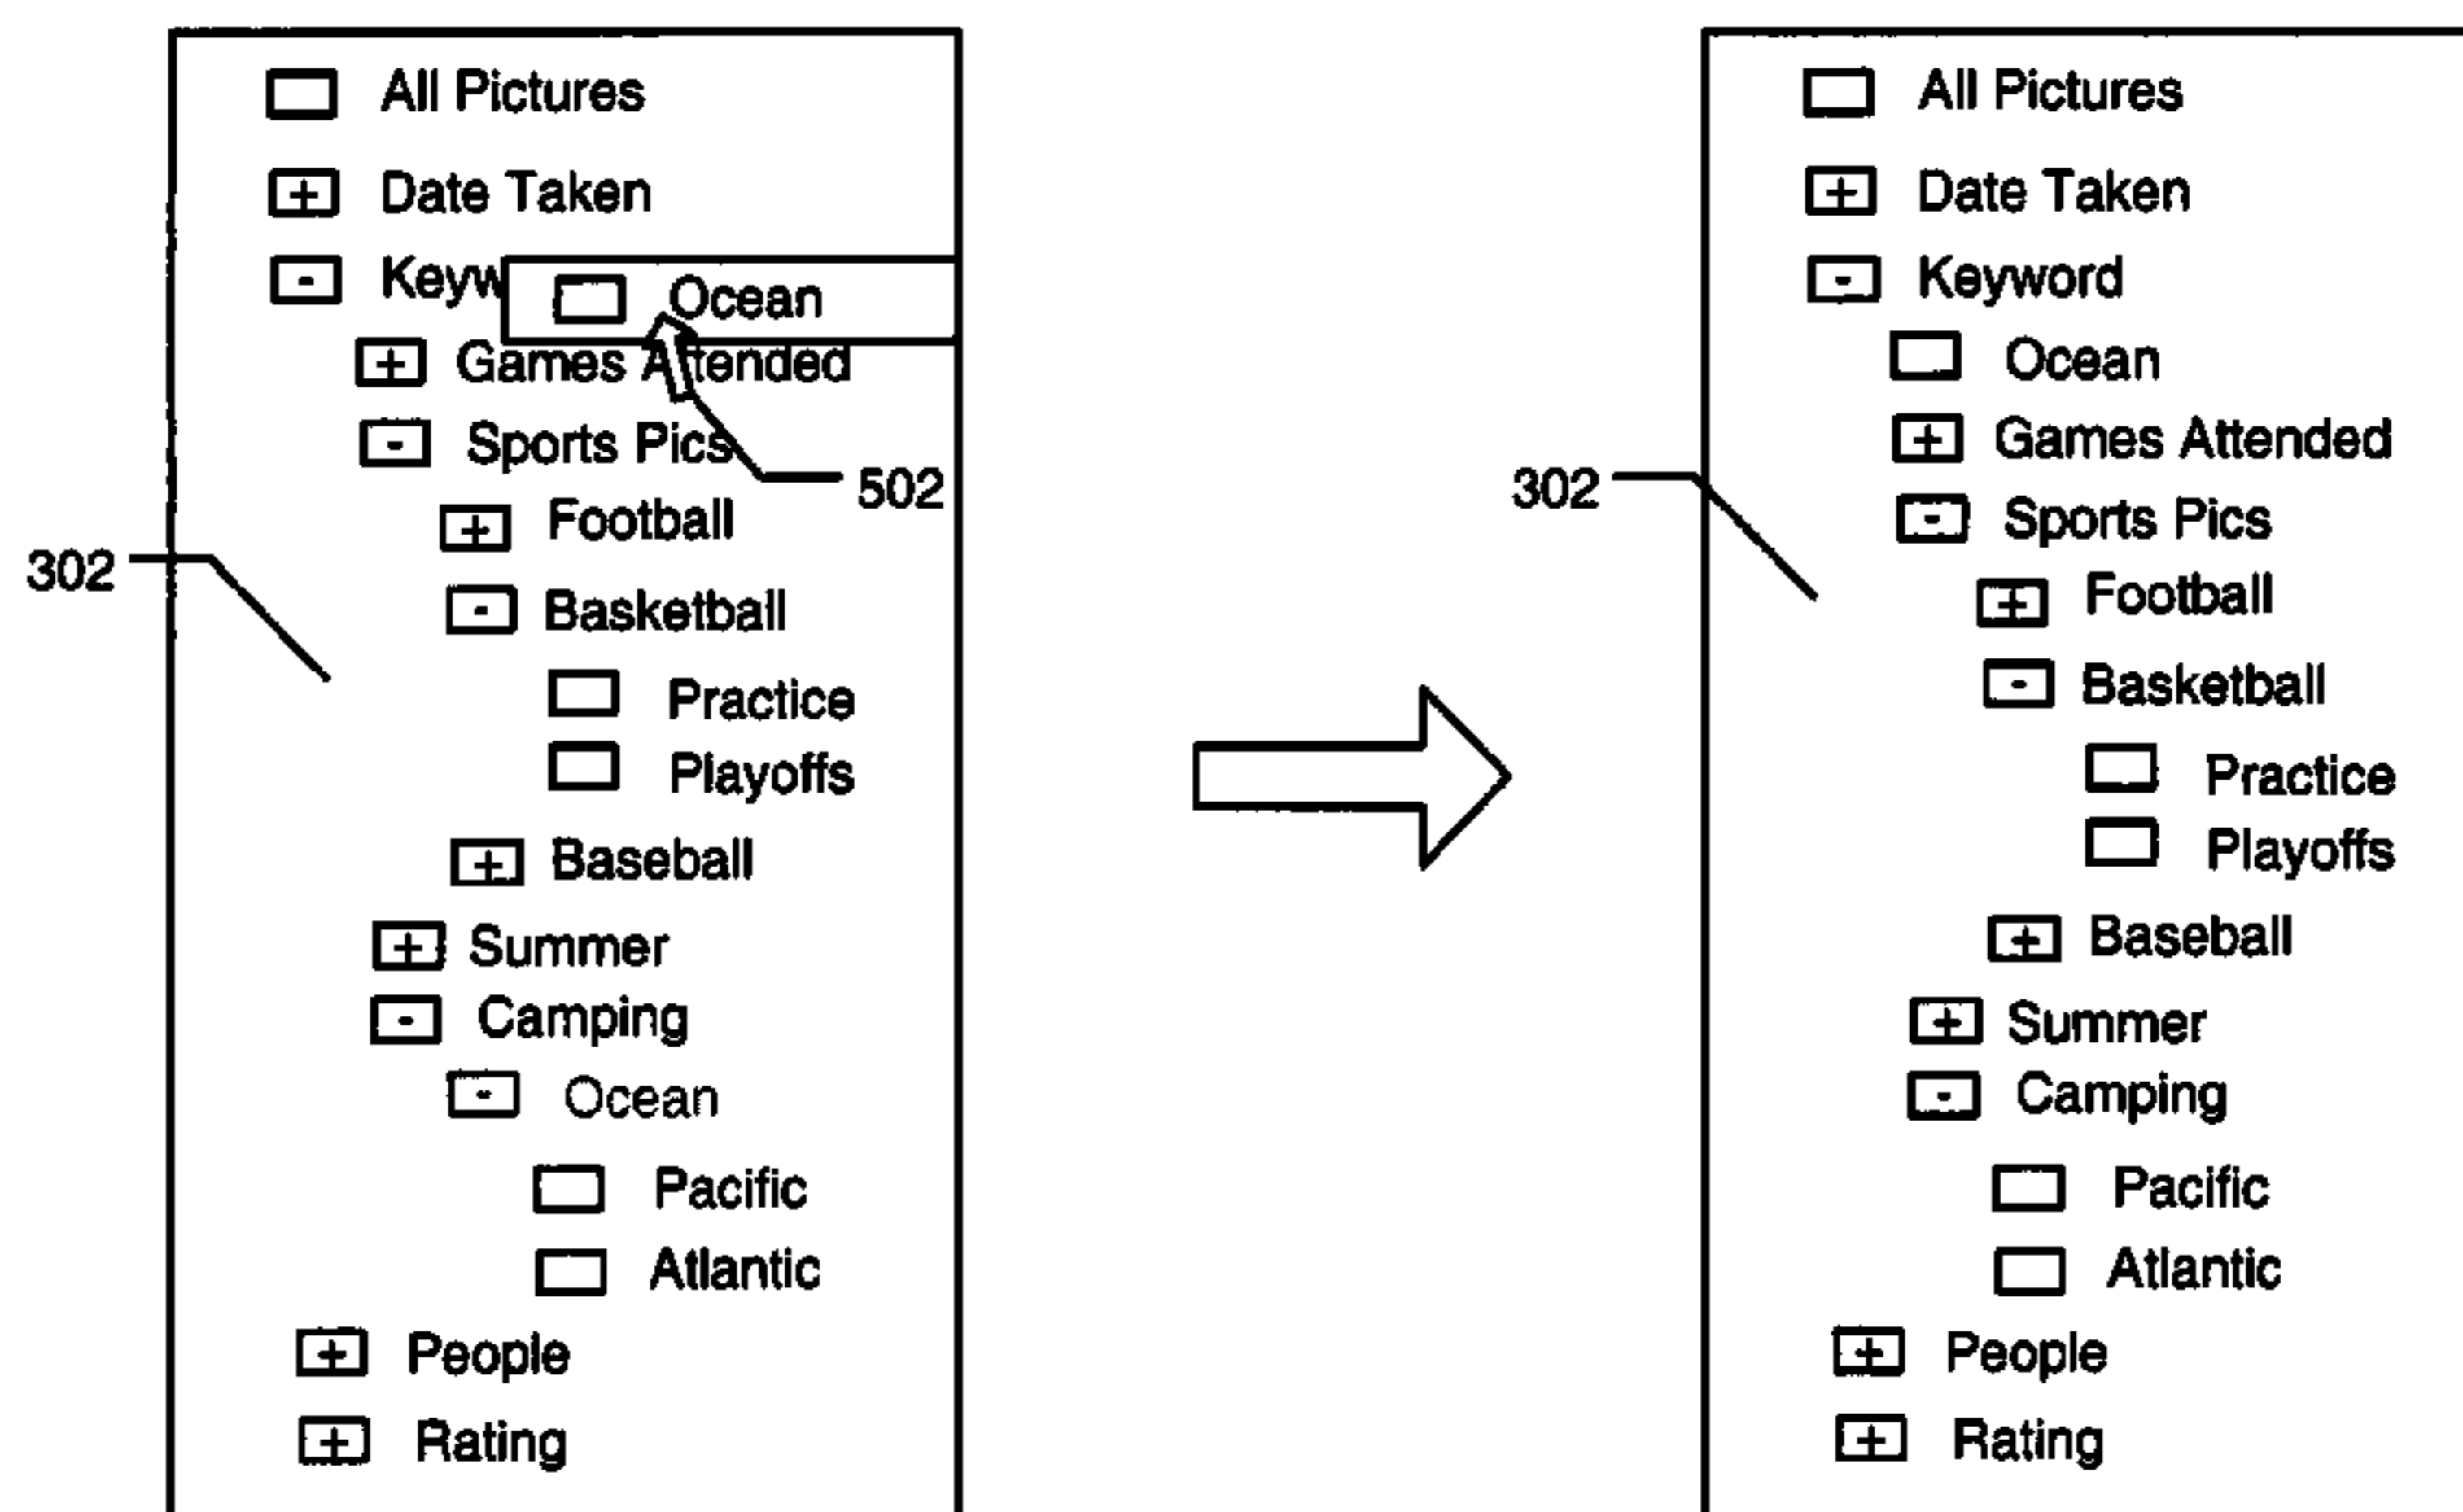 All Pictures
Date Taken
Keyw
Ocean
Games Attended
Sports Pics
502
Football
302
Basketball
Practice
Playoffs
Baseball
Summer
Camping
Ocean
Pacific
Atlantic
People
Rating
All Pictures
Date Taken
Keyword
Ocean
Games Attended
302
Sports Pics
Football
Basketball
Practice
Playoffs
Baseball
Summer
Camping
Pacific
Atlantic
People
Rating